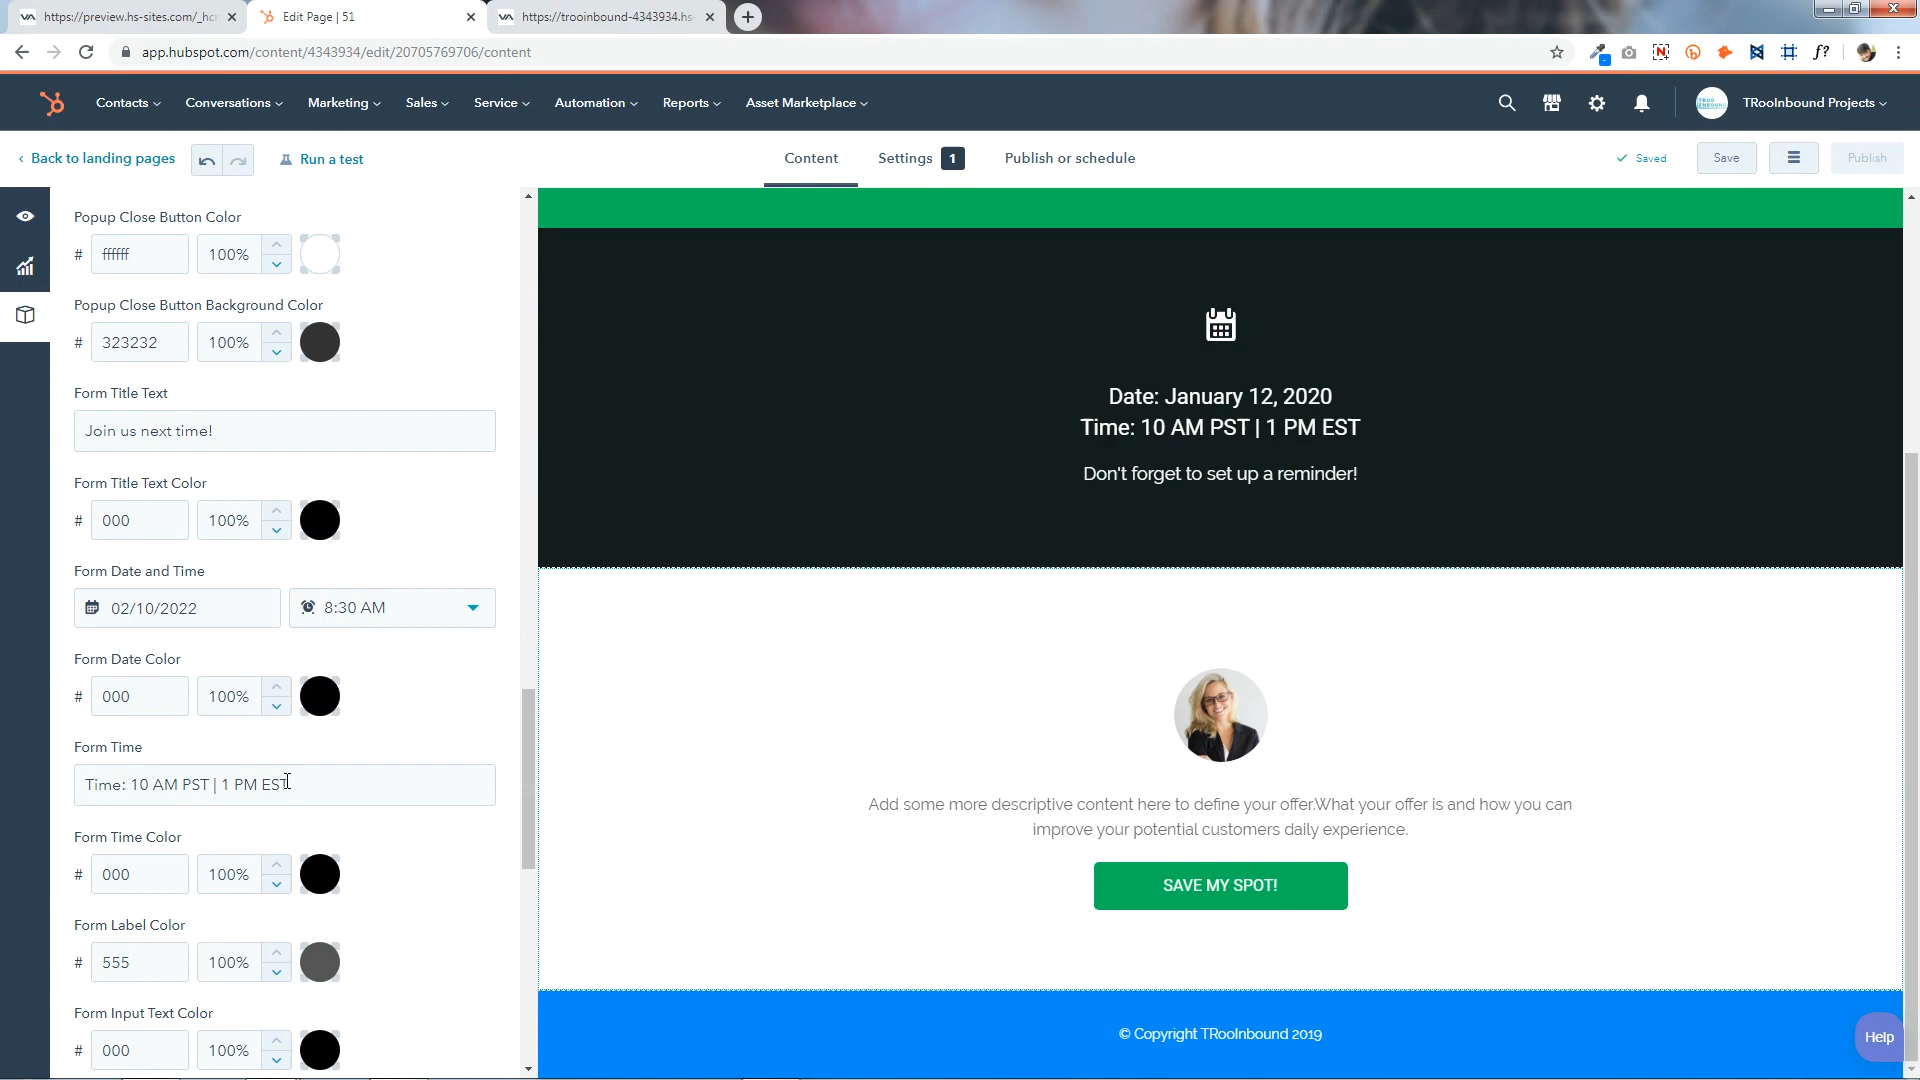 https://preview.hs-sites.com/_hc
Edit Page | 51
https://trooinbound-4343934.hs-
app.hubspot.com/content/4343934/edit/20705769706/content
Contacts
Conversations
Marketing
Sales
Service
Automation
Reports
Asset Marketplace
TRooInbound Projects
Back to landing pages
Run a test
Content
Settings 1
Publish or schedule
Saved
Save
Publish
Popup Close Button Color
# ffffff 100%
Popup Close Button Background Color
# 323232 100%
Form Title Text
Join us next time!
Form Title Text Color
# 000 100%
Form Date and Time
02/10/2022 8:30 AM
Form Date Color
# 000 100%
Form Time
Time: 10 AM PST | 1 PM EST
Form Time Color
# 000 100%
Form Label Color
# 555 100%
Form Input Text Color
# 000 100%
Date: January 12, 2020
Time: 10 AM PST | 1 PM EST
Don't forget to set up a reminder!
Add some more descriptive content here to define your offer.What your offer is and how you can
improve your potential customers daily experience.
SAVE MY SPOT!
© Copyright TRooInbound 2019
Help